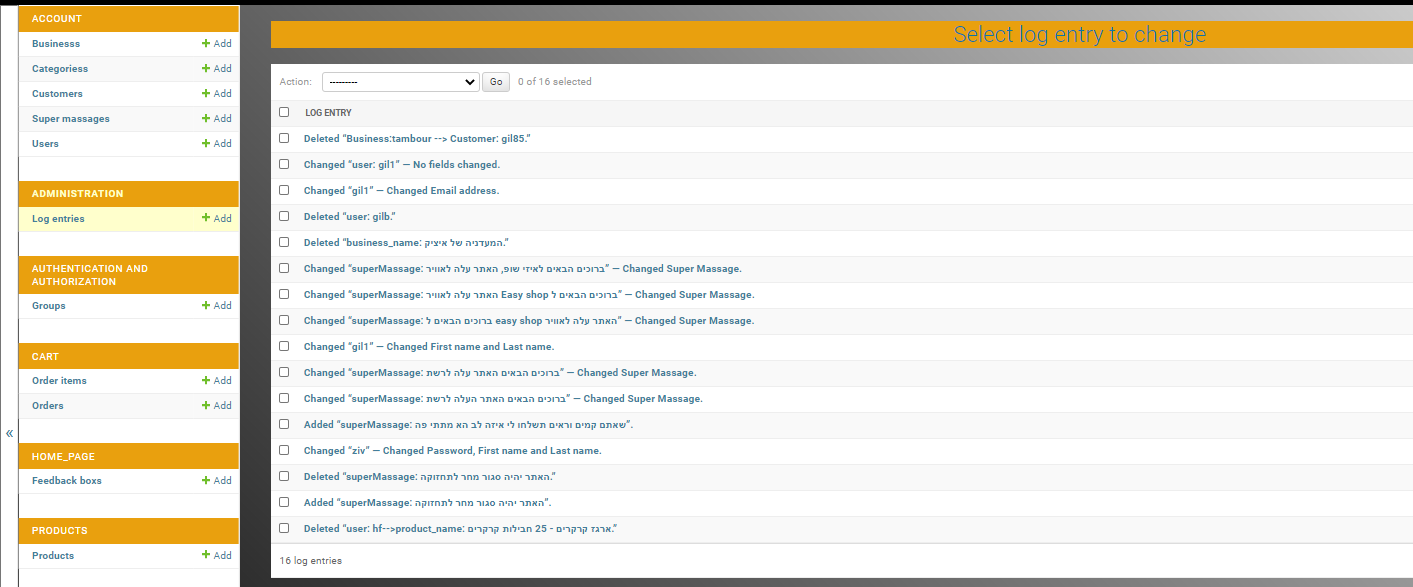 ACCOUNT
Businesss + Add
Categoriess + Add
Customers + Add
Super massages + Add
Users + Add
ADMINISTRATION
Log entries + Add
AUTHENTICATION AND
AUTHORIZATION
Groups + Add
CART
Order items + Add
Orders + Add
«
HOME_PAGE
Feedback boxs + Add
PRODUCTS
Products + Add
Select log entry to change
Action: --------- Go 0 of 16 selected
LOG ENTRY
Deleted “Business:tambour --> Customer: gil85.”
Changed “user: gil1” — No fields changed.
Changed “gil1” — Changed Email address.
Deleted “user: gilb.”
Deleted “business_name: המעדניה של איציק.”
Changed “superMassage: ברוכים הבאים לאיזי שופ, האתר עלה לאוויר” — Changed Super Massage.
Changed “superMassage: ברוכים הבאים ל Easy shop האתר עלה לאוויר” — Changed Super Massage.
Changed “superMassage: ברוכים הבאים ל easy shop האתר עלה לאוויר” — Changed Super Massage.
Changed “gil1” — Changed First name and Last name.
Changed “superMassage: ברוכים הבאים האתר עלה לרשת” — Changed Super Massage.
Changed “superMassage: ברוכים הבאים האתר העלה לרשת” — Changed Super Massage.
Added “superMassage: שאתם קמים וראים תשלחו לי איזה לב הא מתתי פה”.
Changed “ziv” — Changed Password, First name and Last name.
Deleted “superMassage: האתר יהיה סגור מחר לתחזוקה.”
Added “superMassage: האתר יהיה סגור מחר לתחזוקה”.
Deleted “user: hf-->product_name: ארגז קרקרים - 25 חבילות קרקרים.”
16 log entries